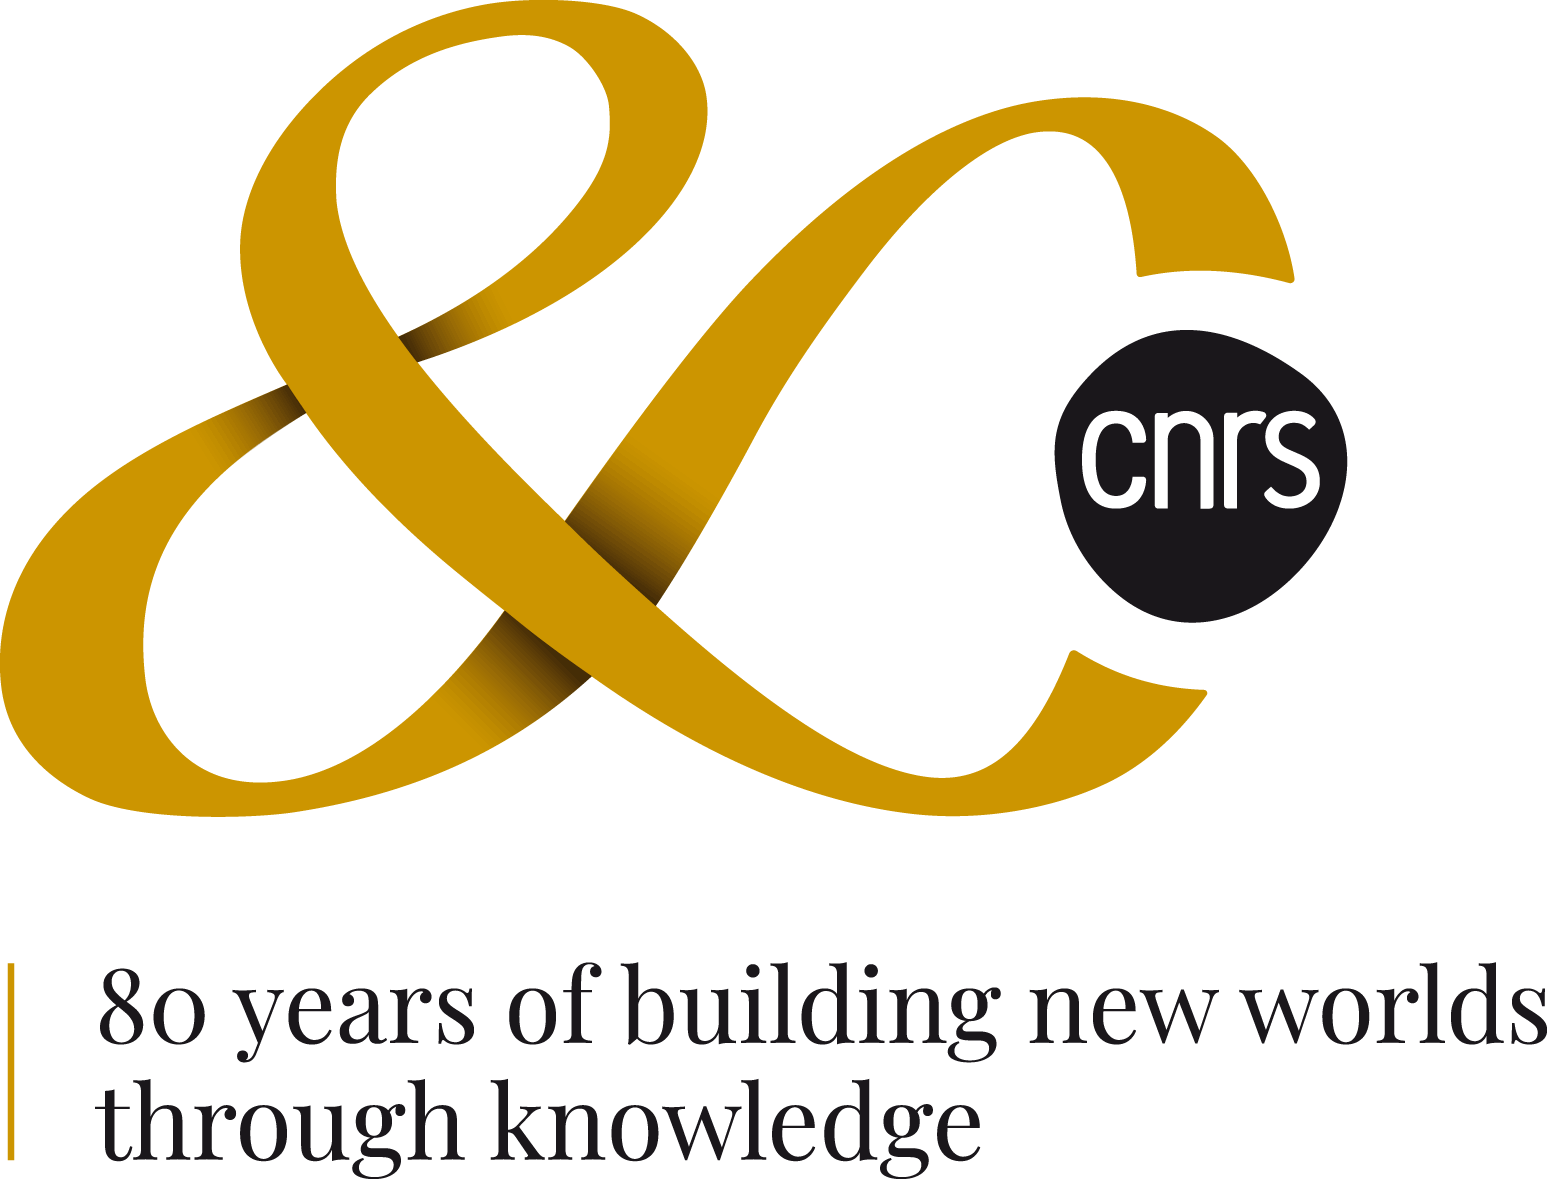 &
cnrs
80 years of building new worlds
through knowledge